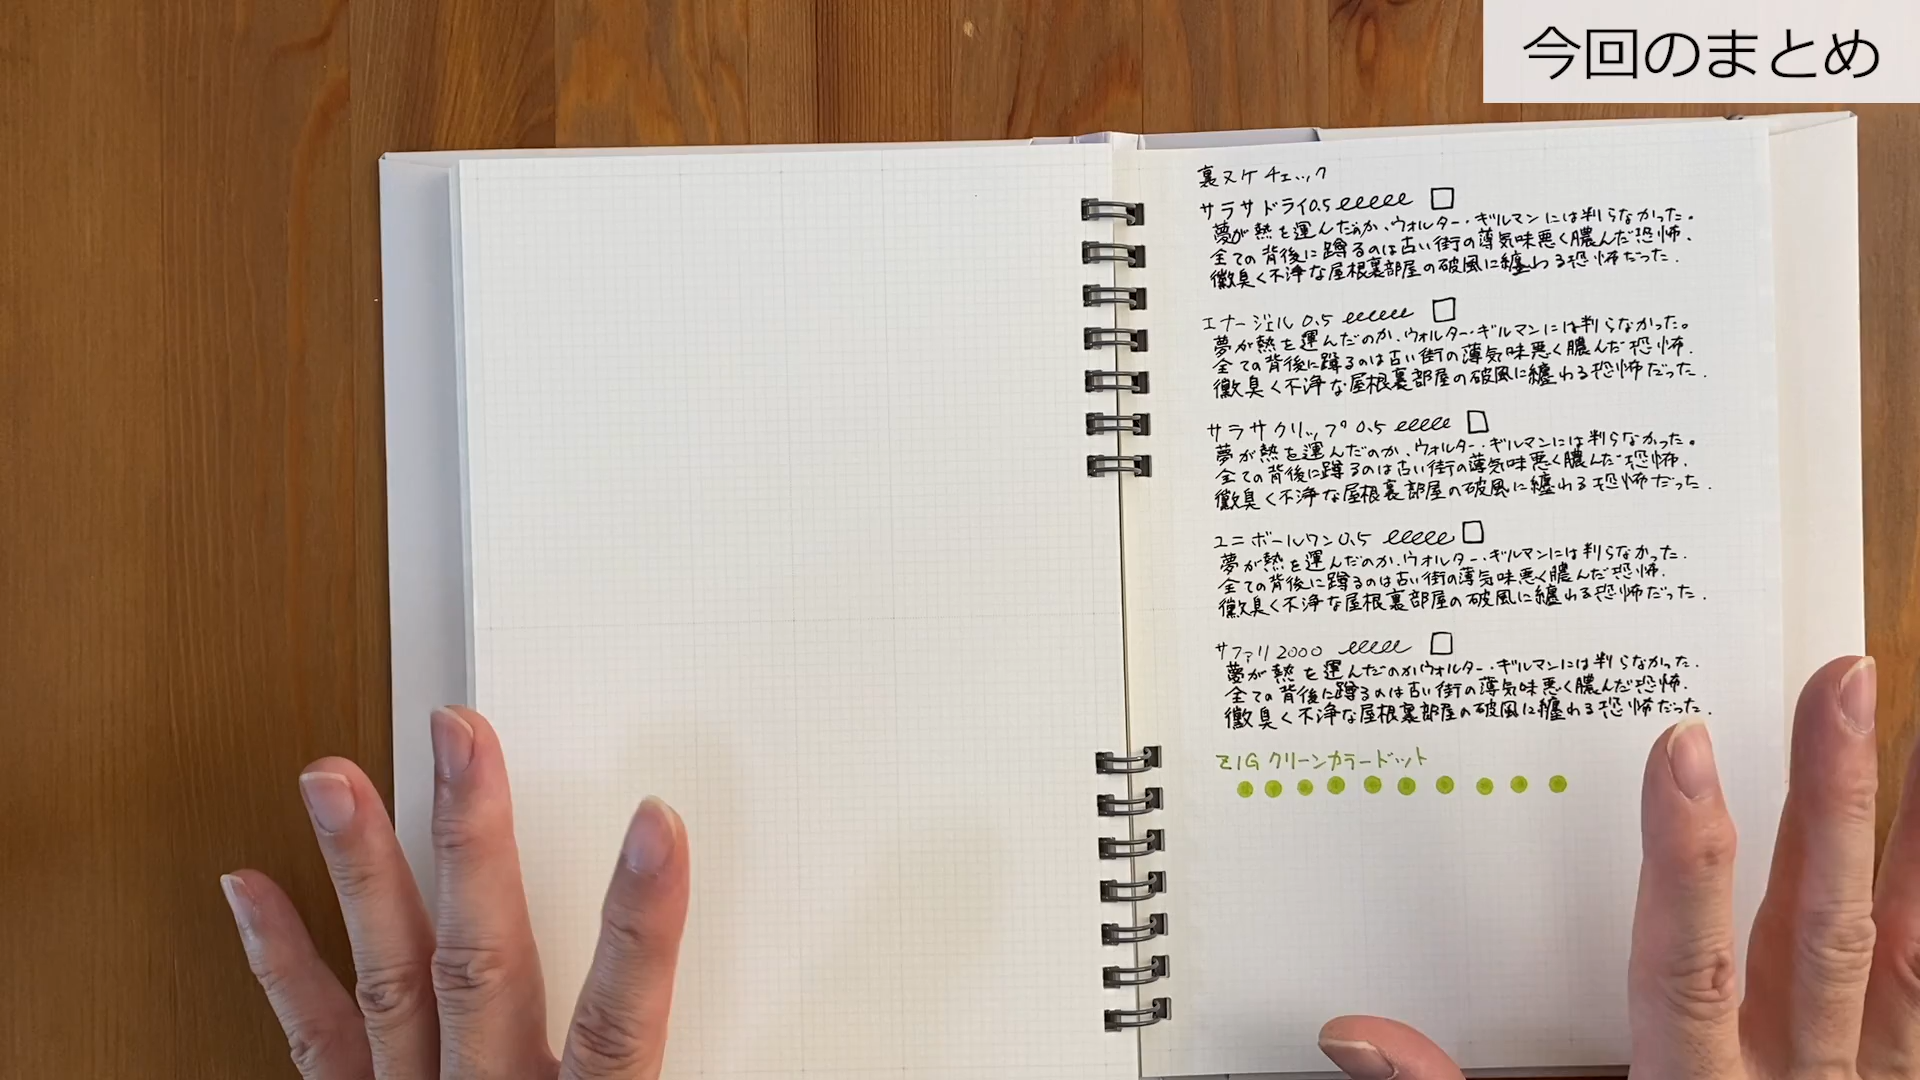 今回のまとめ
裏ヌケチェック
サラサドライ0.5
夢が熱を運んだのか、ウォルター・ギルマンには判らなかった。
全ての背後に蹲るのは古い街の薄気味悪く膿んだ恐怖.
黴臭く不浄な屋根裏部屋の破風に纏わる恐怖だった.
エナージェル 0.5
夢が熱を運んだのか、ウォルター・ギルマンには判らなかった。
全ての背後に蹲るのは古い街の薄気味悪く膿んだ恐怖.
黴臭く不浄な屋根裏部屋の破風に纏わる恐怖だった.
サラサクリップ 0.5
夢が熱を運んだのか、ウォルター・ギルマンには判らなかった。
全ての背後に蹲るのは古い街の薄気味悪く膿んだ恐怖.
黴臭く不浄な屋根裏部屋の破風に纏わる恐怖だった.
ユニボールワン 0.5
夢が熱を運んだのか、ウォルター・ギルマンには判らなかった.
全ての背後に蹲るのは古い街の薄気味悪く膿んだ恐怖.
黴臭く不浄な屋根裏部屋の破風に纏わる恐怖だった.
サファリ 2000
夢が熱を運んだのかウォルター・ギルマンには判らなかった.
全ての背後に蹲るのは古い街の薄気味悪く膿んだ恐怖.
黴臭く不浄な屋根裏部屋の破風に纏わる恐怖だった.
ZIG クリーンカラードット